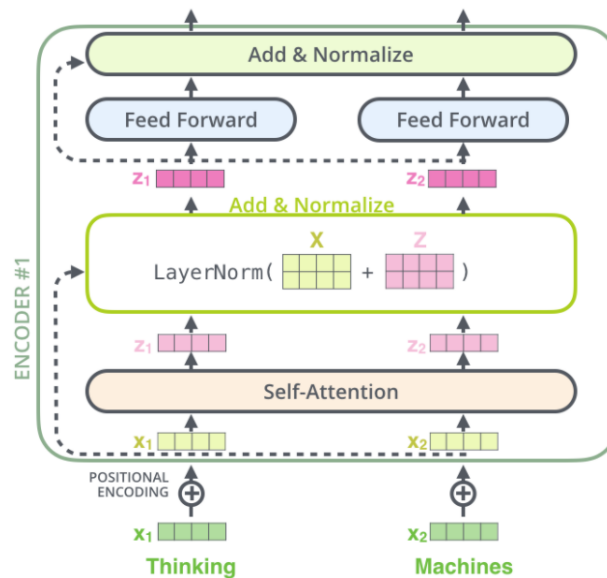 Add & Normalize
Feed Forward Feed Forward
z1 z2
Add & Normalize
X Z
LayerNorm( + )
z1 z2
Self-Attention
x1 x2
ENCODER #1
POSITIONAL
ENCODING
x1 x2
Thinking Machines